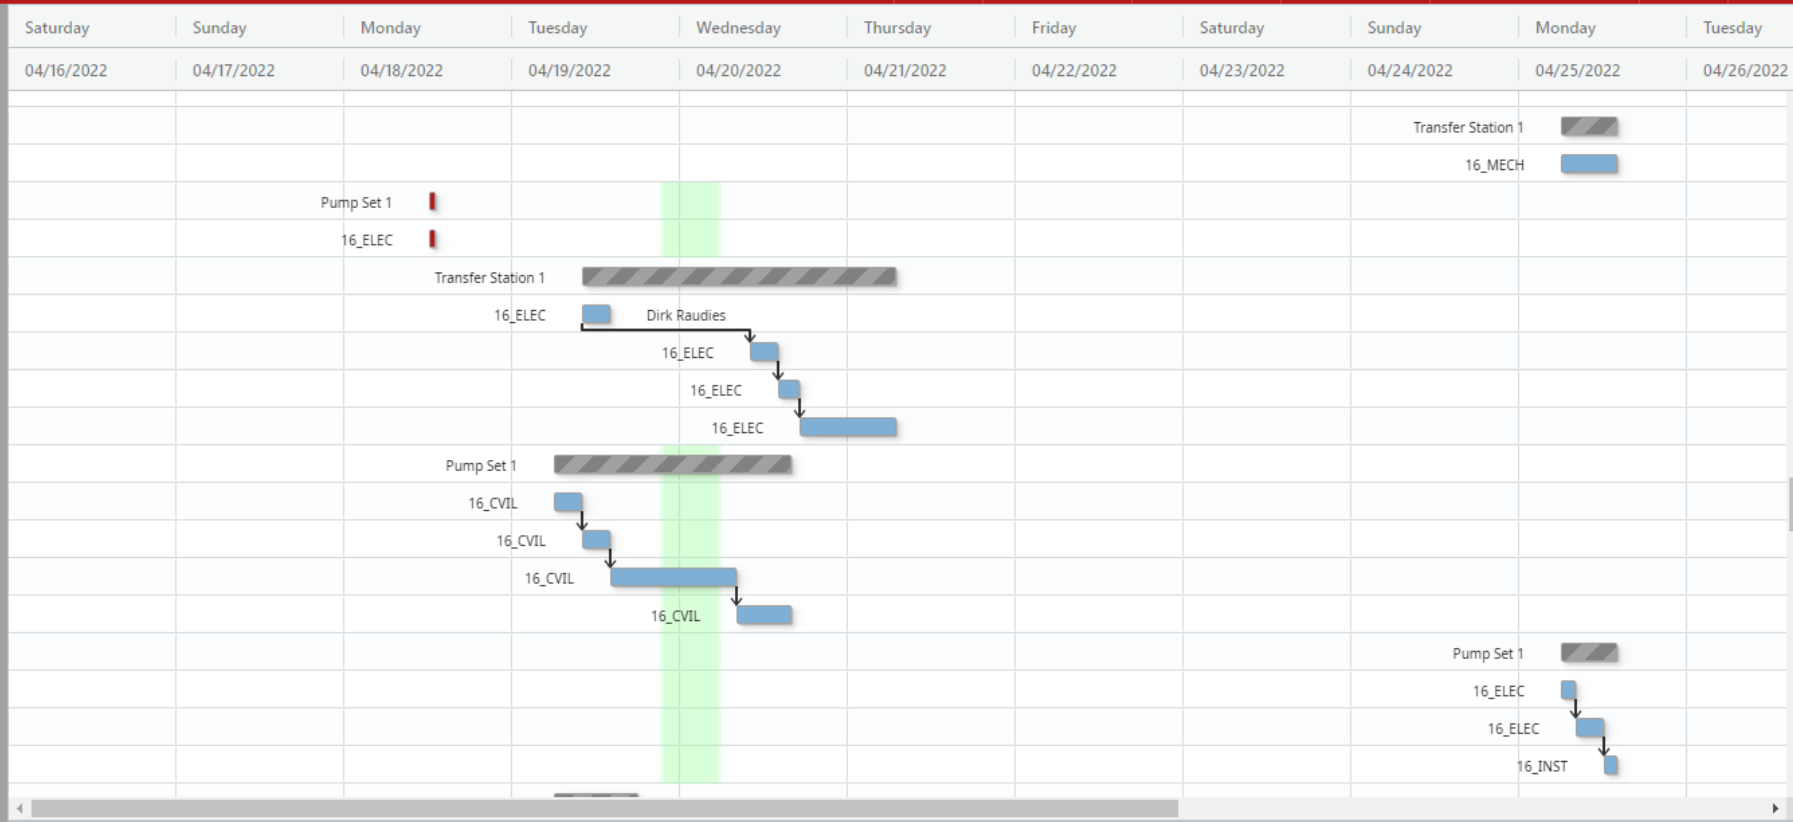 Saturday Sunday Monday Tuesday Wednesday Thursday Friday Saturday Sunday Monday Tuesday
04/16/2022 04/17/2022 04/18/2022 04/19/2022 04/20/2022 04/21/2022 04/22/2022 04/23/2022 04/24/2022 04/25/2022 04/26/2022
Transfer Station 1
16_MECH
Pump Set 1
16_ELEC
Transfer Station 1
16_ELEC Dirk Raudies
16_ELEC
16_ELEC
16_ELEC
Pump Set 1
16_CVIL
16_CVIL
16_CVIL
16_CVIL
Pump Set 1
16_ELEC
16_ELEC
16_INST